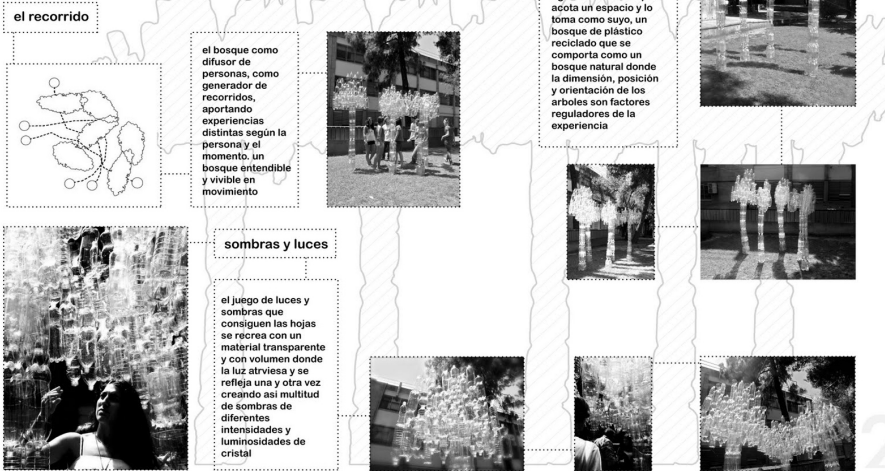 el recorrido
el bosque como
difusor de
personas, como
generador de
recorridos,
aportando
experiencias
distintas según la
persona y el
momento. un
bosque entendible
y vivible en
movimiento
acota un espacio y lo
toma como suyo, un
bosque de plástico
reciclado que se
comporta como un
bosque natural donde
la dimensión, posición
y orientación de los
arboles son factores
reguladores de la
experiencia
sombras y luces
el juego de luces y
sombras que
consiguen las hojas
se recrea con un
material transparente
y con volumen donde
la luz atrviesa y se
refleja una y otra vez
creando asi multitud
de sombras de
diferentes
intensidades y
luminosidades de
cristal
2